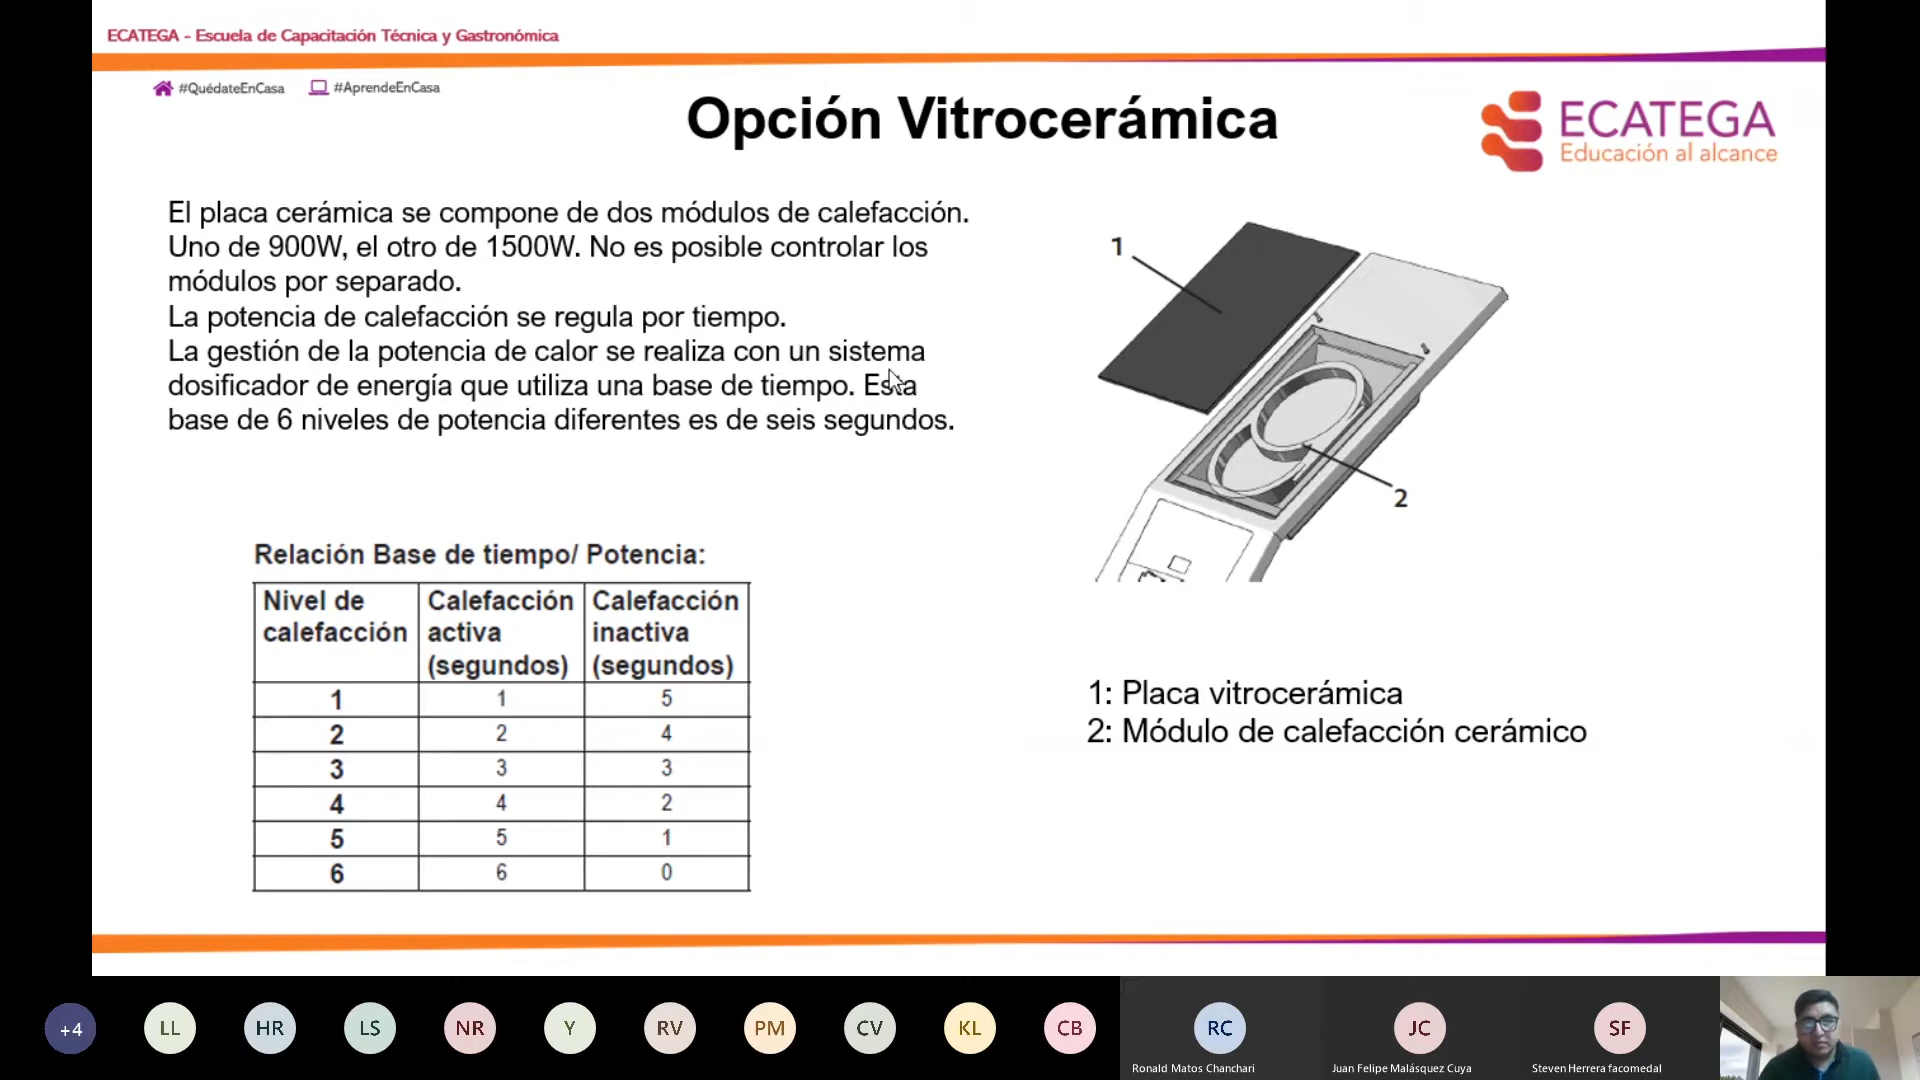 ECATEGA - Escuela de Capacitación Técnica y Gastronómica
#QuédateEnCasa #AprendeEnCasa
Opción Vitrocerámica
ECATEGA
Educación al alcance
El placa cerámica se compone de dos módulos de calefacción.
Uno de 900W, el otro de 1500W. No es posible controlar los
módulos por separado.
La potencia de calefacción se regula por tiempo.
La gestión de la potencia de calor se realiza con un sistema
dosificador de energía que utiliza una base de tiempo. Esta
base de 6 niveles de potencia diferentes es de seis segundos.
1
2
Relación Base de tiempo/ Potencia:
Nivel de calefacción Calefacción activa (segundos) Calefacción inactiva (segundos)
1 1 5
2 2 4
3 3 3
4 4 2
5 5 1
6 6 0
1: Placa vitrocerámica
2: Módulo de calefacción cerámico
+4 LL HR LS NR Y RV PM CV KL CB RC JC SF
Ronald Matos Chanchari Juan Felipe Malásquez Cuya Steven Herrera facomedal